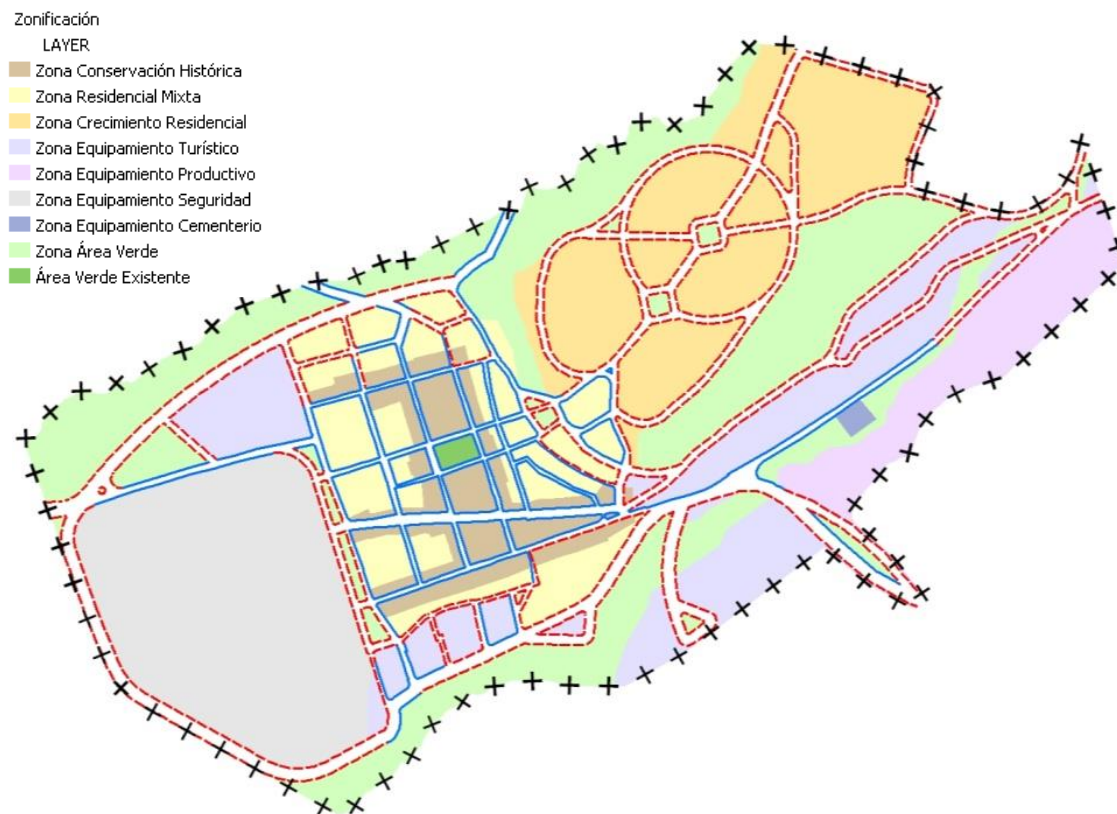 Zonificación
LAYER
Zona Conservación Histórica
Zona Residencial Mixta
Zona Crecimiento Residencial
Zona Equipamiento Turístico
Zona Equipamiento Productivo
Zona Equipamiento Seguridad
Zona Equipamiento Cementerio
Zona Área Verde
Área Verde Existente